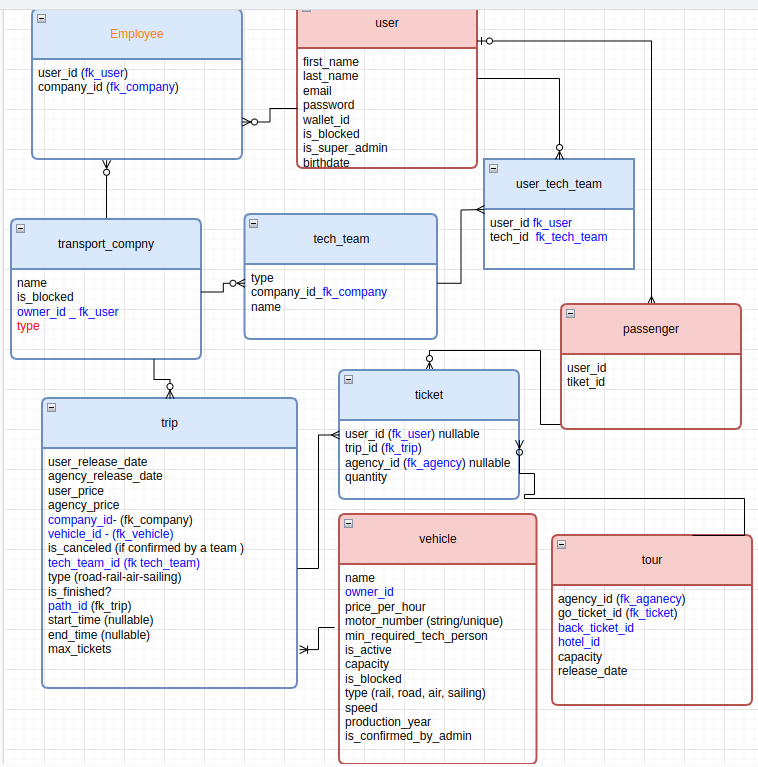 Employee
user_id (fk_user)
company_id (fk_company)
user
first_name
last_name
email
password
wallet_id
is_blocked
is_super_admin
birthdate
user_tech_team
user_id fk_user
tech_id fk_tech_team
transport_compny
name
is_blocked
owner_id _ fk_user
type
tech_team
type
company_id_fk_company
name
passenger
user_id
tiket_id
ticket
user_id (fk_user) nullable
trip_id (fk_trip)
agency_id (fk_agency) nullable
quantity
trip
user_release_date
agency_release_date
user_price
agency_price
company_id- (fk_company)
vehicle_id - (fk_vehicle)
is_canceled (if confirmed by a team )
tech_team_id (fk tech_team)
type (road-rail-air-sailing)
is_finished?
path_id (fk_trip)
start_time (nullable)
end_time (nullable)
max_tickets
vehicle
name
owner_id
price_per_hour
motor_number (string/unique)
min_required_tech_person
is_active
capacity
is_blocked
type (rail, road, air, sailing)
speed
production_year
is_confirmed_by_admin
tour
agency_id (fk_aganecy)
go_ticket_id (fk_ticket)
back_ticket_id
hotel_id
capacity
release_date